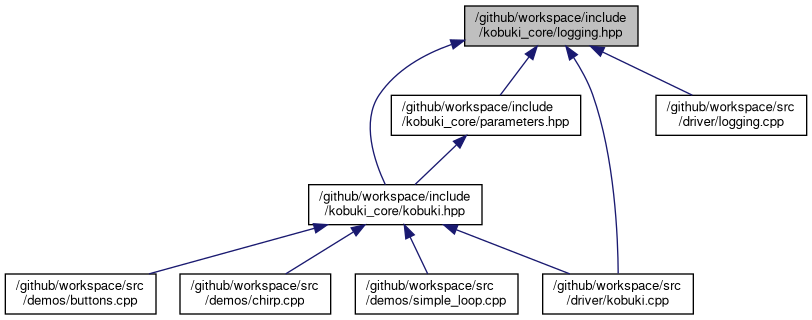 /github/workspace/include
/kobuki_core/logging.hpp
/github/workspace/include
/kobuki_core/parameters.hpp
/github/workspace/src
/driver/logging.cpp
/github/workspace/include
/kobuki_core/kobuki.hpp
/github/workspace/src
/demos/buttons.cpp
/github/workspace/src
/demos/chirp.cpp
/github/workspace/src
/demos/simple_loop.cpp
/github/workspace/src
/driver/kobuki.cpp